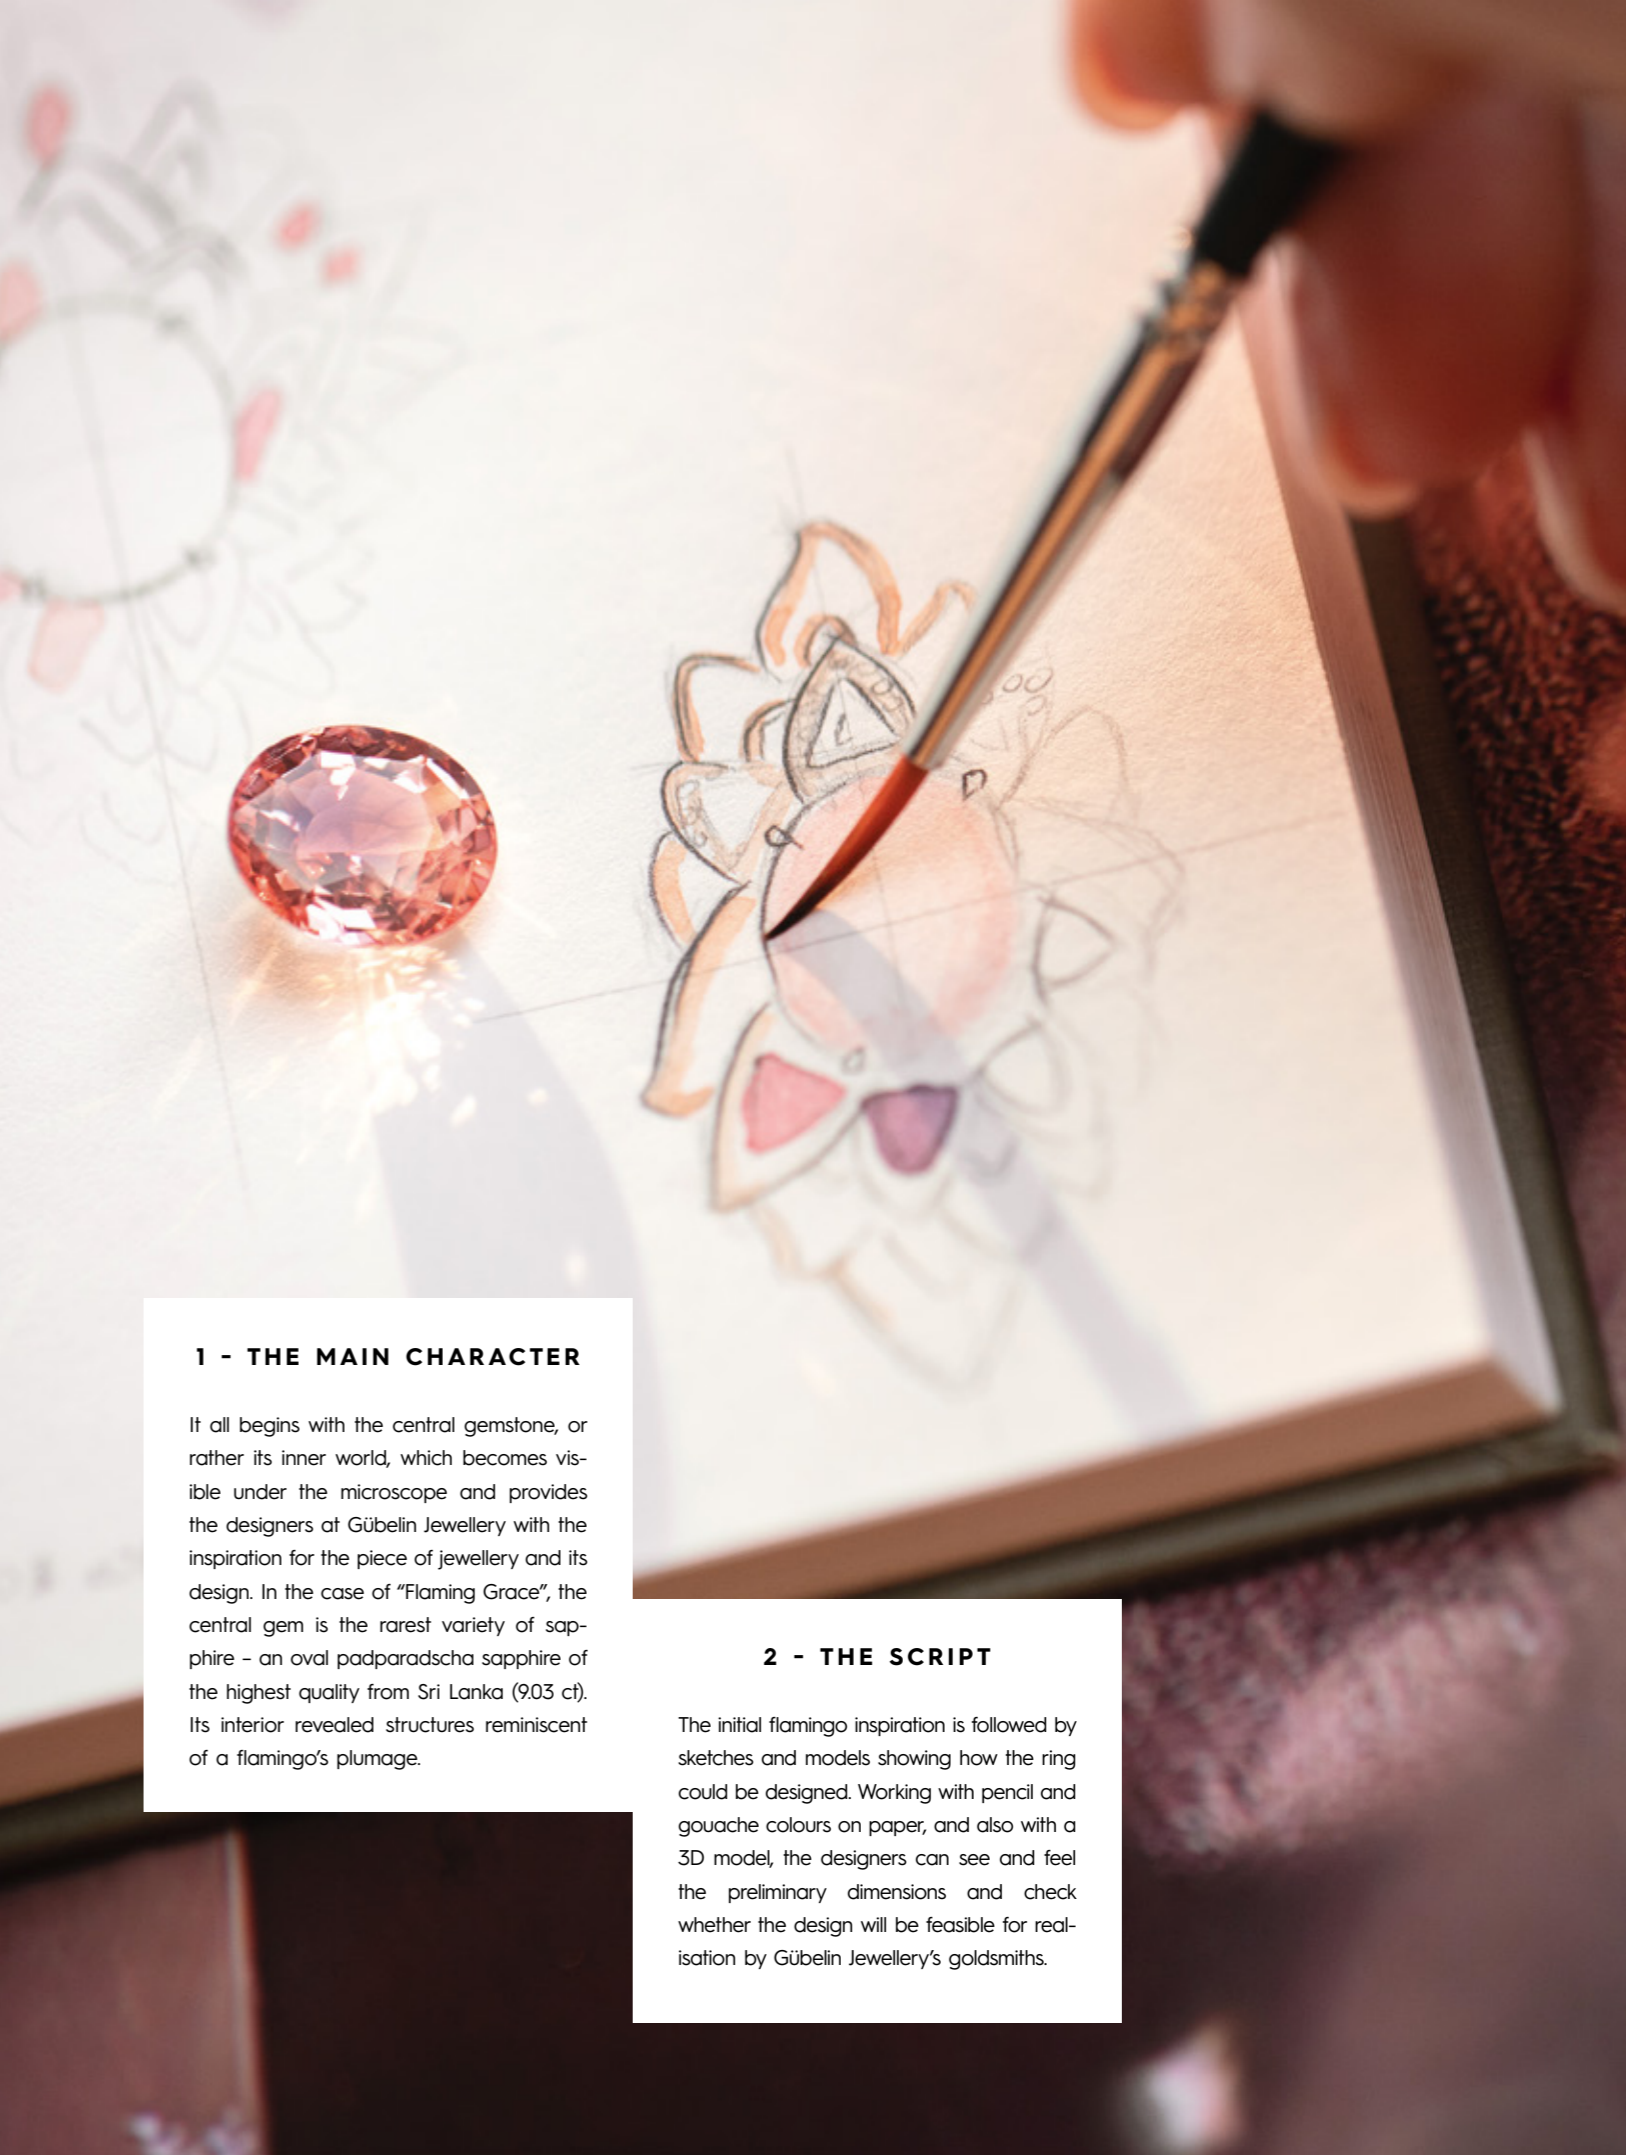 1 - THE MAIN CHARACTER
It all begins with the central gemstone, or
rather its inner world, which becomes vis-
ible under the microscope and provides
the designers at Gübelin Jewellery with the
inspiration for the piece of jewellery and its
design. In the case of “Flaming Grace”, the
central gem is the rarest variety of sap-
phire – an oval padparadscha sapphire of
the highest quality from Sri Lanka (9.03 ct).
Its interior revealed structures reminiscent
of a flamingo’s plumage.
2 - THE SCRIPT
The initial flamingo inspiration is followed by
sketches and models showing how the ring
could be designed. Working with pencil and
gouache colours on paper, and also with a
3D model, the designers can see and feel
the preliminary dimensions and check
whether the design will be feasible for real-
isation by Gübelin Jewellery’s goldsmiths.